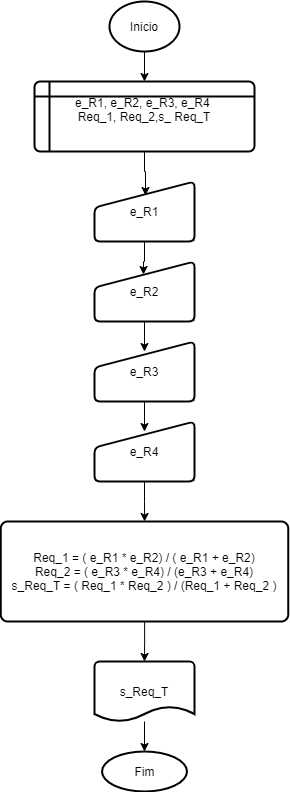 Inicio
e_R1, e_R2, e_R3, e_R4
Req_1, Req_2,s_ Req_T
e_R1
e_R2
e_R3
e_R4
Req_1 = ( e_R1 * e_R2) / ( e_R1 + e_R2)
Req_2 = ( e_R3 * e_R4) / (e_R3 + e_R4)
s_Req_T = ( Req_1 * Req_2 ) / (Req_1 + Req_2 )
s_Req_T
Fim